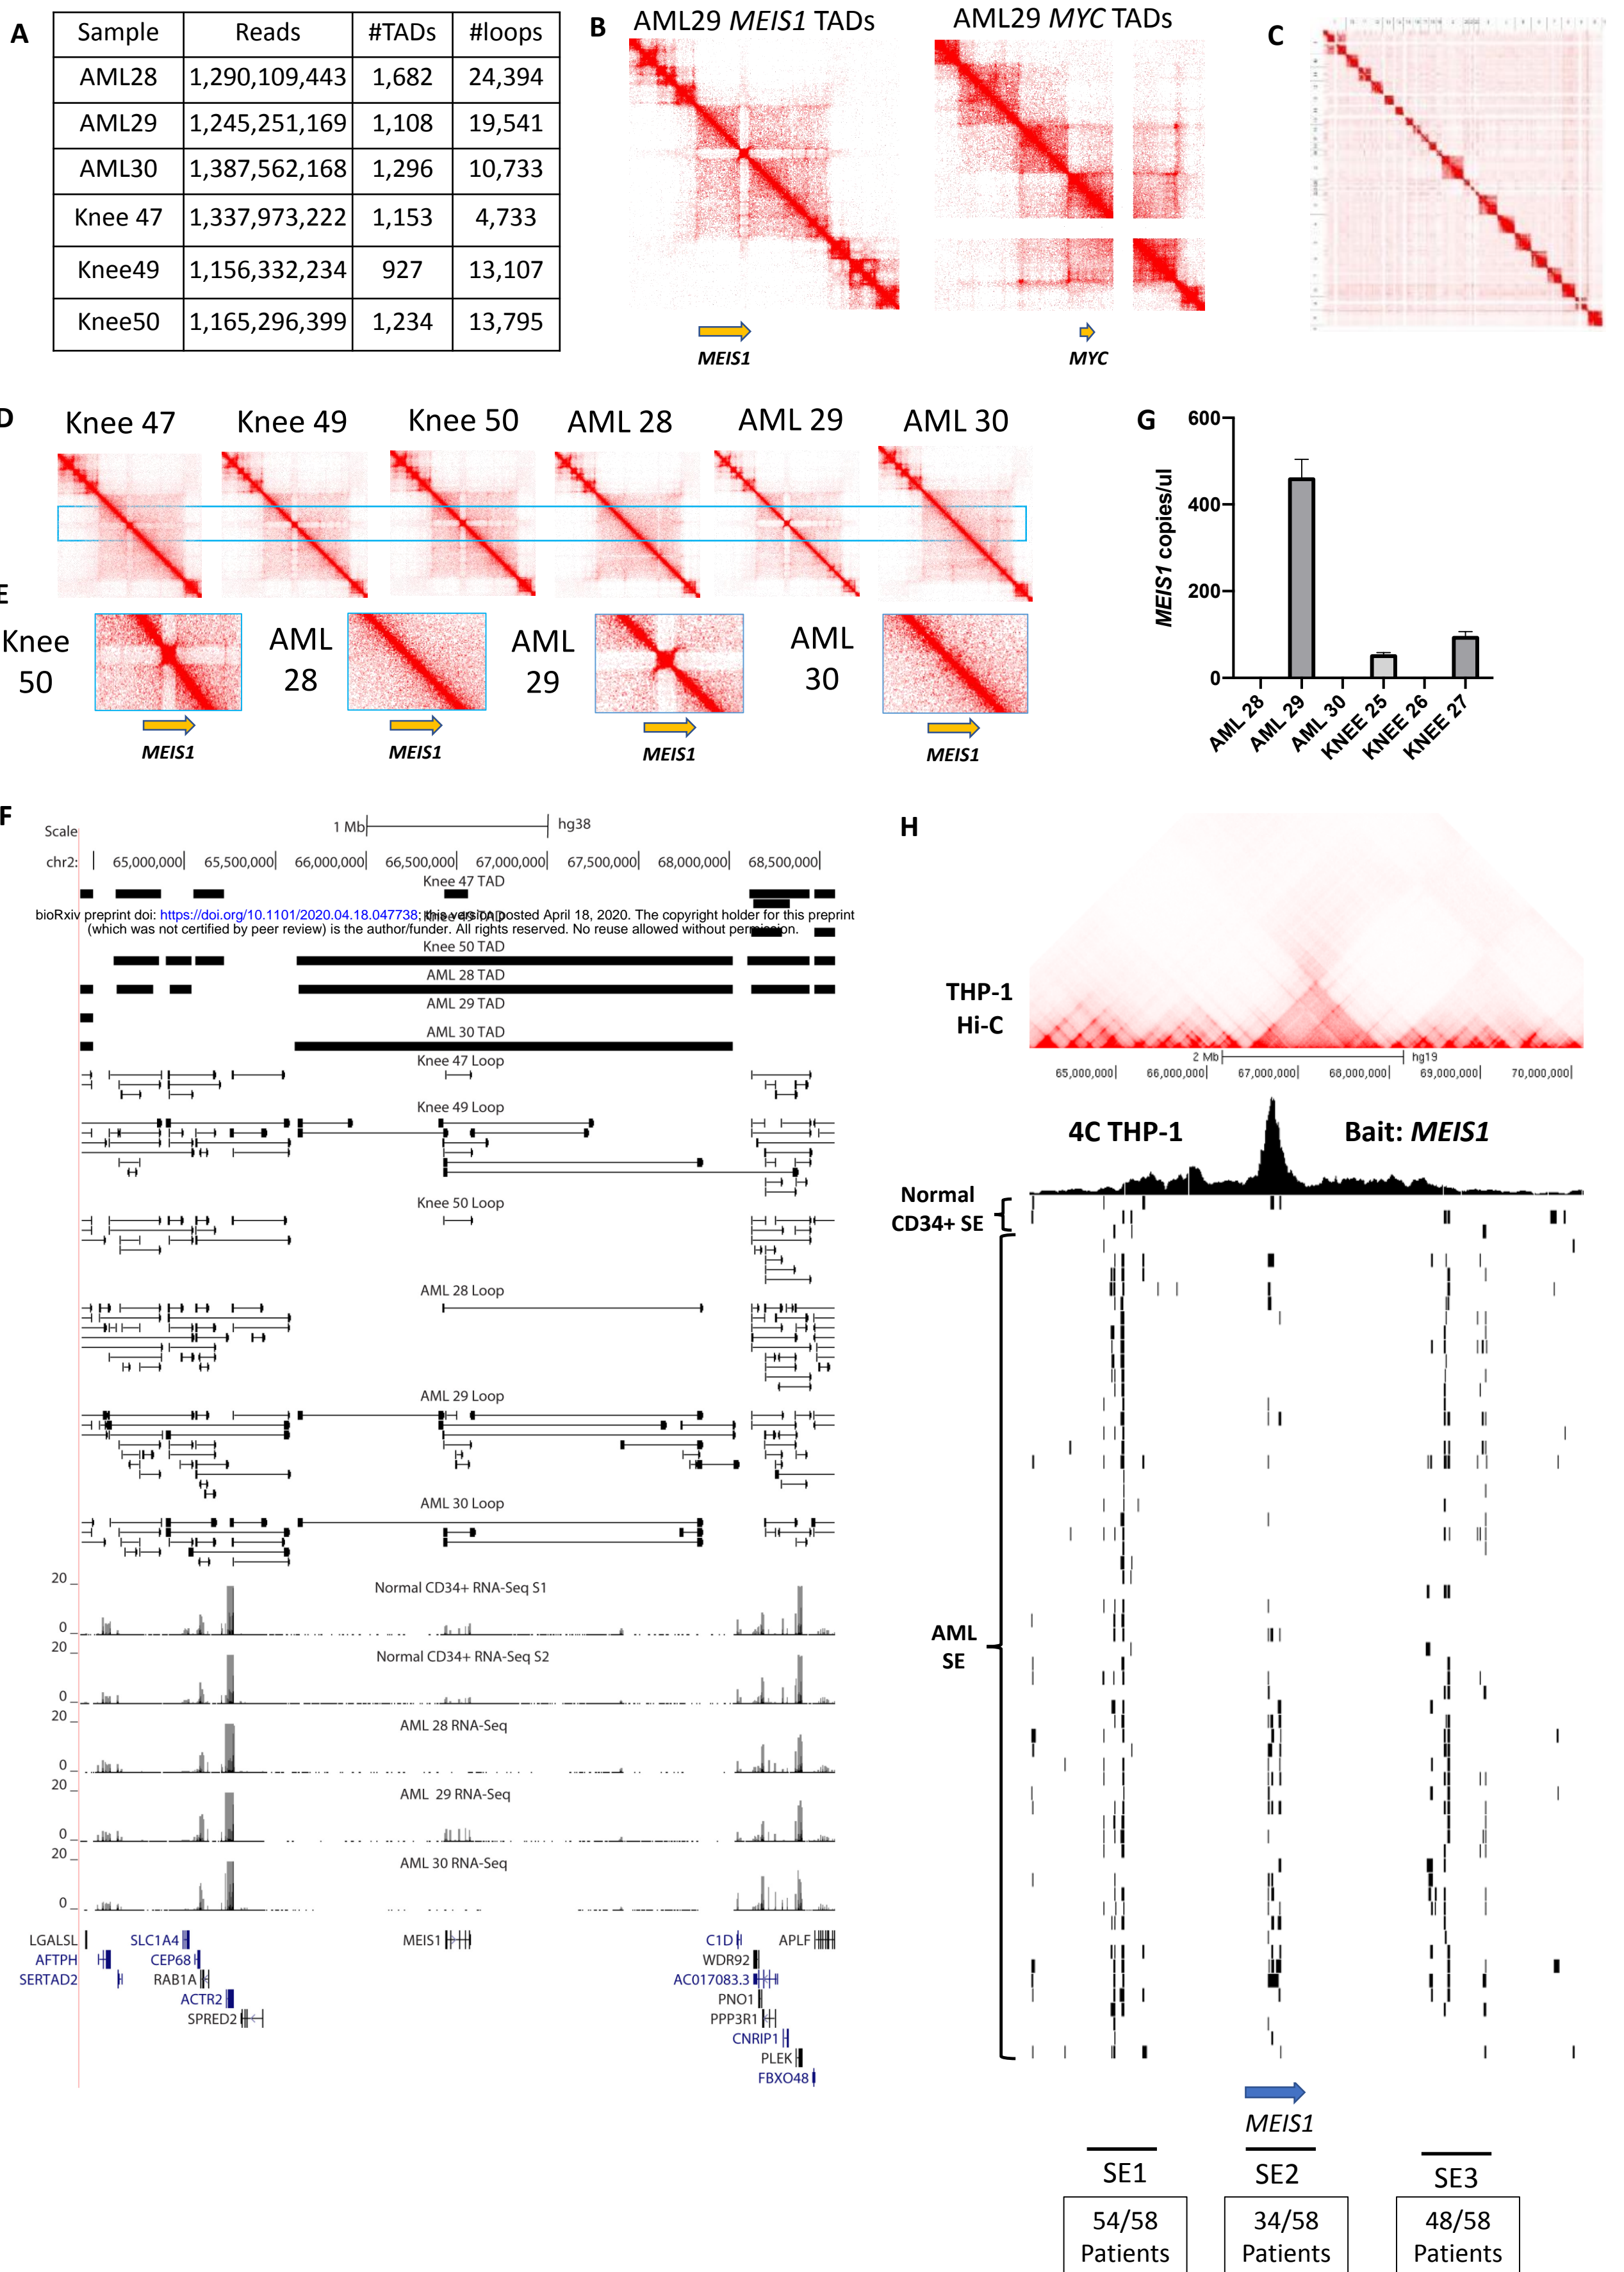 A
Sample Reads #TADs #loops
AML28 1,290,109,443 1,682 24,394
AML29 1,245,251,169 1,108 19,541
AML30 1,387,562,168 1,296 10,733
Knee 47 1,337,973,222 1,153 4,733
Knee49 1,156,332,234 927 13,107
Knee50 1,165,296,399 1,234 13,795
B
AML29 MEIS1 TADs
AML29 MYC TADs
MEIS1
MYC
C
D
Knee 47
Knee 49
Knee 50
AML 28
AML 29
AML 30
E
Knee
50
AML
28
AML
29
AML
30
MEIS1
MEIS1
MEIS1
MEIS1
G
MEIS1 copies/ul
600
400
200
0
AML 28
AML 29
AML 30
KNEE 25
KNEE 26
KNEE 27
F
Scale
1 Mb
hg38
chr2:
65,000,000
65,500,000
66,000,000
66,500,000
67,000,000
67,500,000
68,000,000
68,500,000
Knee 47 TAD
Knee 49 TAD
bioRxiv preprint doi: https://doi.org/10.1101/2020.04.18.047738; this version posted April 18, 2020. The copyright holder for this preprint
(which was not certified by peer review) is the author/funder. All rights reserved. No reuse allowed without permission.
Knee 50 TAD
AML 28 TAD
AML 29 TAD
AML 30 TAD
Knee 47 Loop
Knee 49 Loop
Knee 50 Loop
AML 28 Loop
AML 29 Loop
AML 30 Loop
20
Normal CD34+ RNA-Seq S1
0
20
Normal CD34+ RNA-Seq S2
0
20
AML 28 RNA-Seq
0
20
AML 29 RNA-Seq
0
20
AML 30 RNA-Seq
0
LGALSL SLC1A4 MEIS1 C1D APLF
AFTPH CEP68 WDR92
SERTAD2 RAB1A AC017083.3
ACTR2 PNO1
SPRED2 PPP3R1
CNRIP1
PLEK
FBXO48
H
THP-1
Hi-C
2 Mb
hg19
65,000,000
66,000,000
67,000,000
68,000,000
69,000,000
70,000,000
4C THP-1
Bait: MEIS1
Normal
CD34+ SE
AML
SE
MEIS1
SE1
SE2
SE3
54/58
Patients
34/58
Patients
48/58
Patients